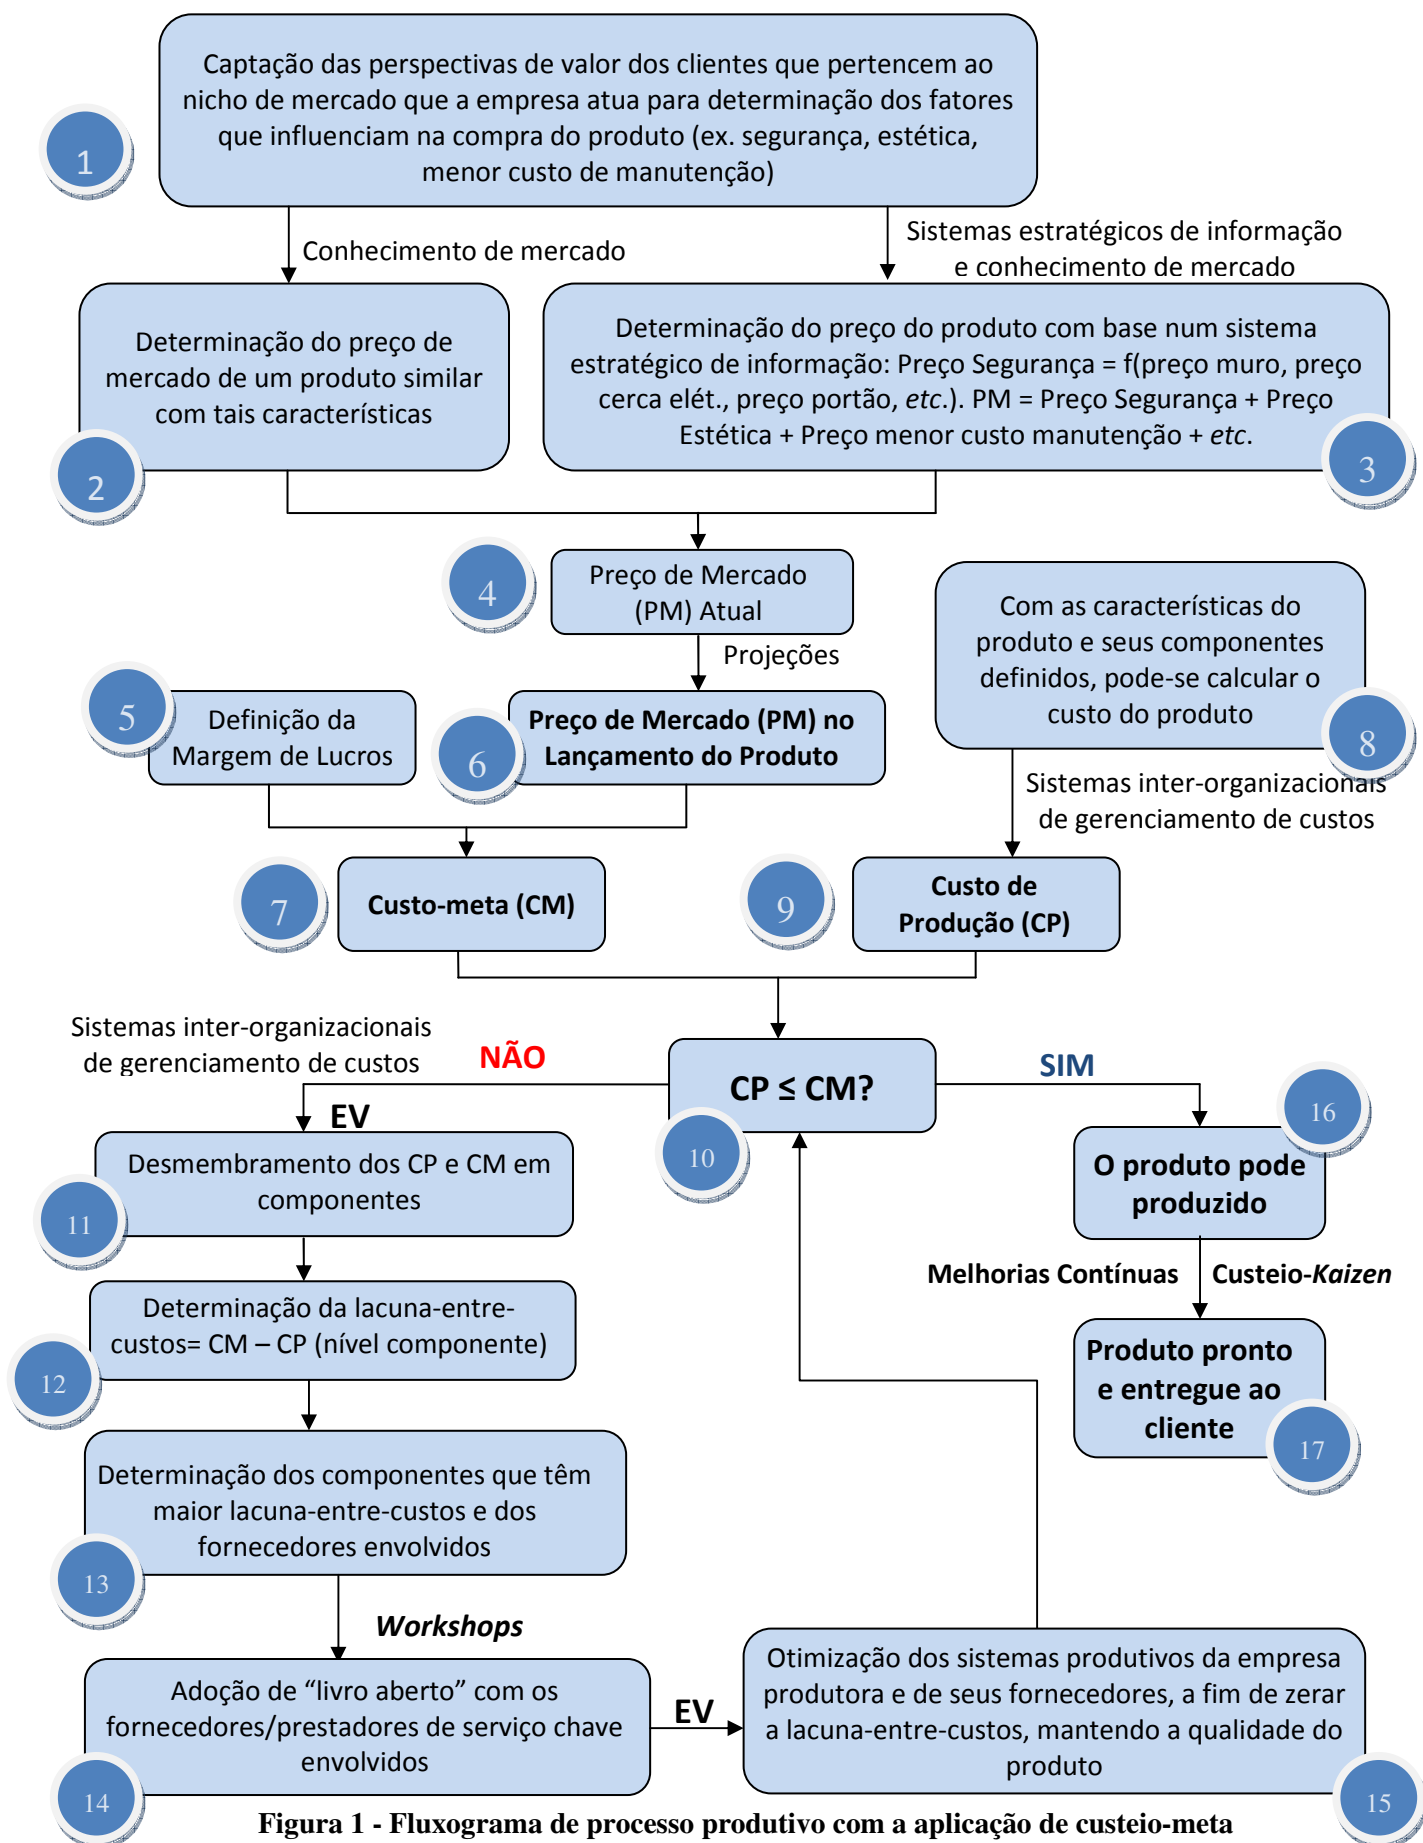 Captação das perspectivas de valor dos clientes que pertencem ao
nicho de mercado que a empresa atua para determinação dos fatores
que influenciam na compra do produto (ex. segurança, estética,
menor custo de manutenção)
1
Conhecimento de mercado
Sistemas estratégicos de informação
e conhecimento de mercado
Determinação do preço de
mercado de um produto similar
com tais característícas
2
Determinação do preço do produto com base num sistema
estratégico de informação: Preço Segurança = f(preço muro, preço
cerca elét., preço portão, etc.). PM = Preço Segurança + Preço
Estética + Preço menor custo manutenção + etc.
3
4
Preço de Mercado
(PM) Atual
Projeções
5
Definição da
Margem de Lucros
6
Preço de Mercado (PM) no
Lançamento do Produto
Com as característícas do
produto e seus componentes
definidos, pode-se calcular o
custo do produto
8
Sistemas inter-organizacionais
de gerenciamento de custos
7
Custo-meta (CM)
9
Custo de
Produção (CP)
Sistemas inter-organizacionais
de gerenciamento de custos
NÃO
CP ≤ CM?
10
SIM
16
EV
Desmembramento dos CP e CM em
componentes
11
O produto pode
produzido
Melhorias Contínuas
Custeio-Kaizen
Determinação da lacuna-entre-
custos= CM – CP (nível componente)
12
Produto pronto
e entregue ao
cliente
17
Determinação dos componentes que têm
maior lacuna-entre-custos e dos
fornecedores envolvidos
13
Workshops
Adoção de “livro aberto” com os
fornecedores/prestadores de serviço chave
envolvidos
14
EV
Otimização dos sistemas produtivos da empresa
produtora e de seus fornecedores, a fim de zerar
a lacuna-entre-custos, mantendo a qualidade do
produto
15
Figura 1 - Fluxograma de processo produtivo com a aplicação de custeio-meta